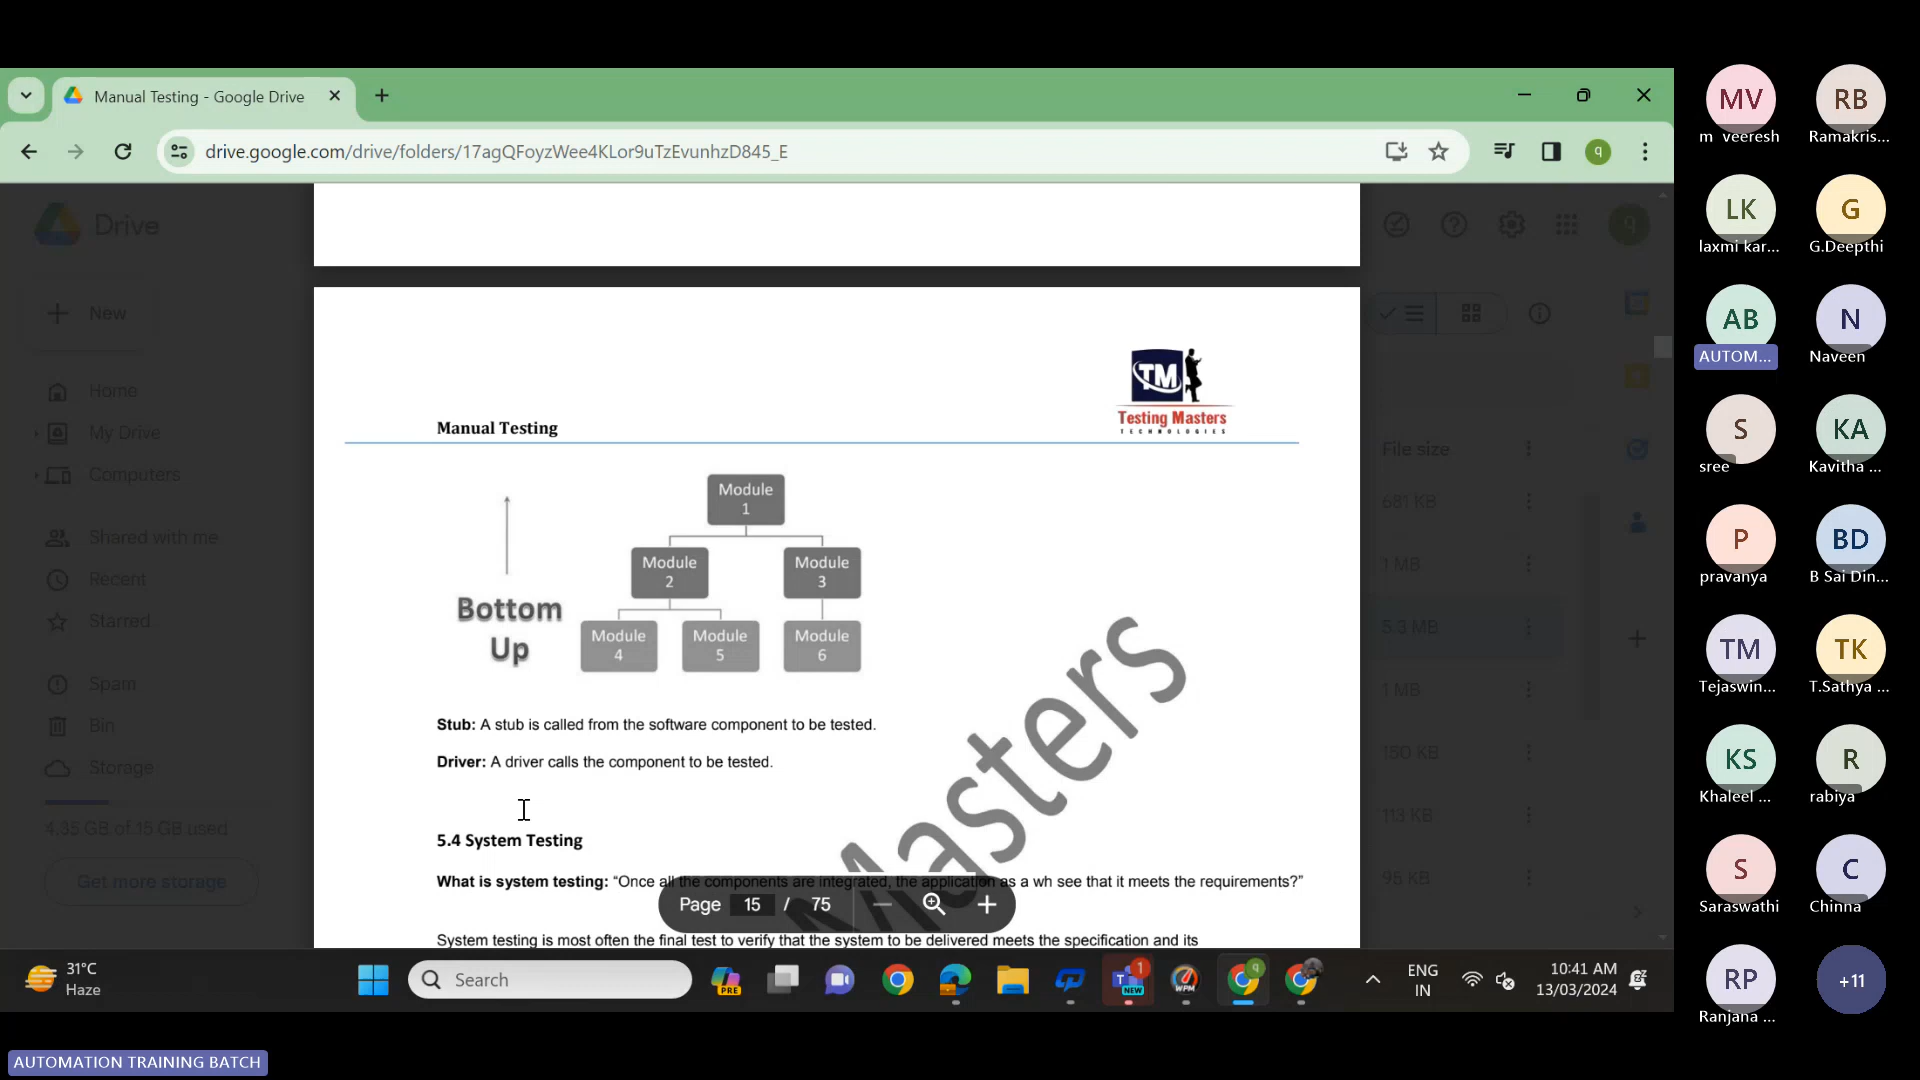 Manual Testing - Google Drive
drive.google.com/drive/folders/17agQFoyzWee4KLor9uTzEvunhzD845_E
q
Drive
q
New
Home
My Drive
Computers
Shared with me
Recent
Starred
Spam
Bin
Storage
4.35 GB of 15 GB used
Get more storage
File size
681 KB
1 MB
5.3 MB
1 MB
150 KB
113 KB
98 KB
TM
Testing Masters
TECHNOLOGIES
Manual Testing
Bottom
Up
Module
1
Module
2
Module
3
Module
4
Module
5
Module
6
Stub: A stub is called from the software component to be tested.
Driver: A driver calls the component to be tested.
Masters
5.4 System Testing
What is system testing: “Once all the components are integrated, the application as a wh see that it meets the requirements?”
Page 15 / 75
System testing is most often the final test to verify that the system to be delivered meets the specification and its
31°C
Haze
Search
PRE
1
NEW
WPM
q
ENG
IN
10:41 AM
13/03/2024
AUTOMATION TRAINING BATCH
MV
m veeresh
RB
Ramakris...
LK
laxmi kar...
G
G.Deepthi
AB
AUTOM...
N
Naveen
S
sree
KA
Kavitha ...
P
pravanya
BD
B Sai Din...
TM
Tejaswin...
TK
T.Sathya ...
KS
Khaleel ...
R
rabiya
S
Saraswathi
C
Chinna
RP
Ranjana ...
+11